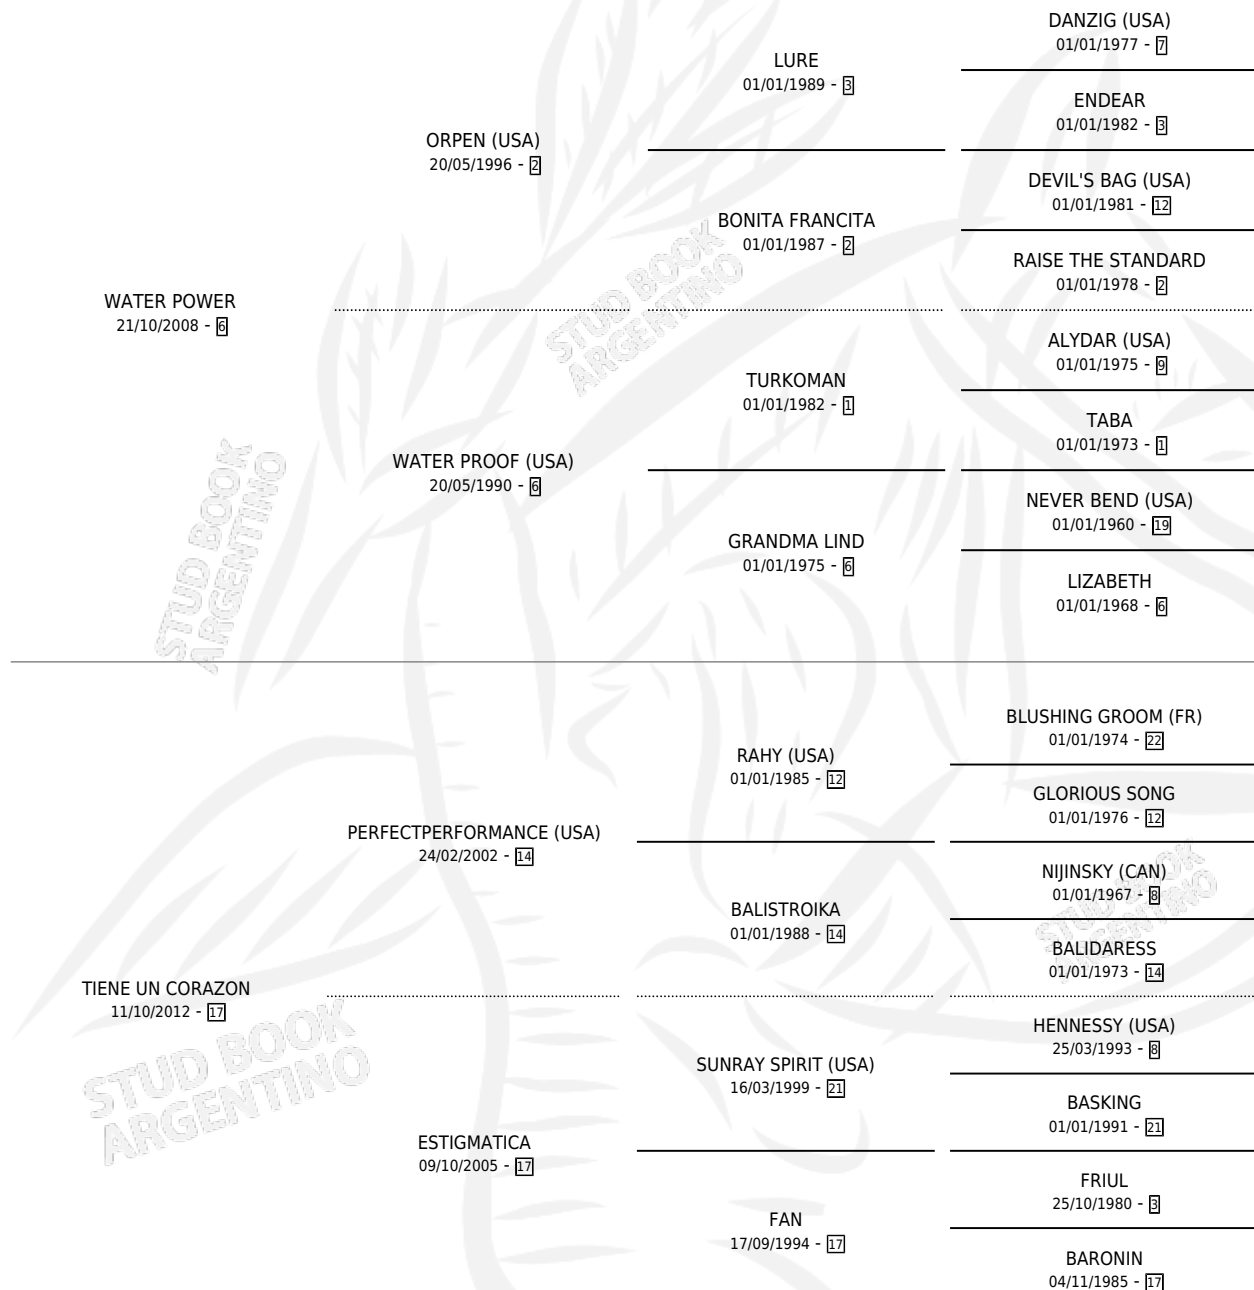 DANZIG (USA)
01/01/1977 - 7
LURE
01/01/1989 - 3
ENDEAR
01/01/1982 - 3
ORPEN (USA)
20/05/1996 - 2
DEVIL'S BAG (USA)
01/01/1981 - 12
BONITA FRANCITA
01/01/1987 - 2
RAISE THE STANDARD
01/01/1978 - 2
WATER POWER
21/10/2008 - 6
STUD BOOK
ARGENTINO
ALYDAR (USA)
01/01/1975 - 9
TURKOMAN
01/01/1982 - 1
TABA
01/01/1973 - 1
WATER PROOF (USA)
20/05/1990 - 6
NEVER BEND (USA)
01/01/1960 - 19
GRANDMA LIND
01/01/1975 - 6
LIZABETH
01/01/1968 - 6
STUD BOOK
ARGENTINO
BLUSHING GROOM (FR)
01/01/1974 - 22
RAHY (USA)
01/01/1985 - 12
GLORIOUS SONG
01/01/1976 - 12
PERFECTPERFORMANCE (USA)
24/02/2002 - 14
NIJINSKY (CAN)
01/01/1967 - 8
BALISTROIKA
01/01/1988 - 14
BALIDARESS
01/01/1973 - 14
STUD BOOK
ARGENTINO
TIENE UN CORAZON
11/10/2012 - 17
HENNESSY (USA)
25/03/1993 - 8
SUNRAY SPIRIT (USA)
16/03/1999 - 21
BASKING
01/01/1991 - 21
STUD BOOK
ARGENTINO
ESTIGMATICA
09/10/2005 - 17
FRIUL
25/10/1980 - 3
FAN
17/09/1994 - 17
BARONIN
04/11/1985 - 17